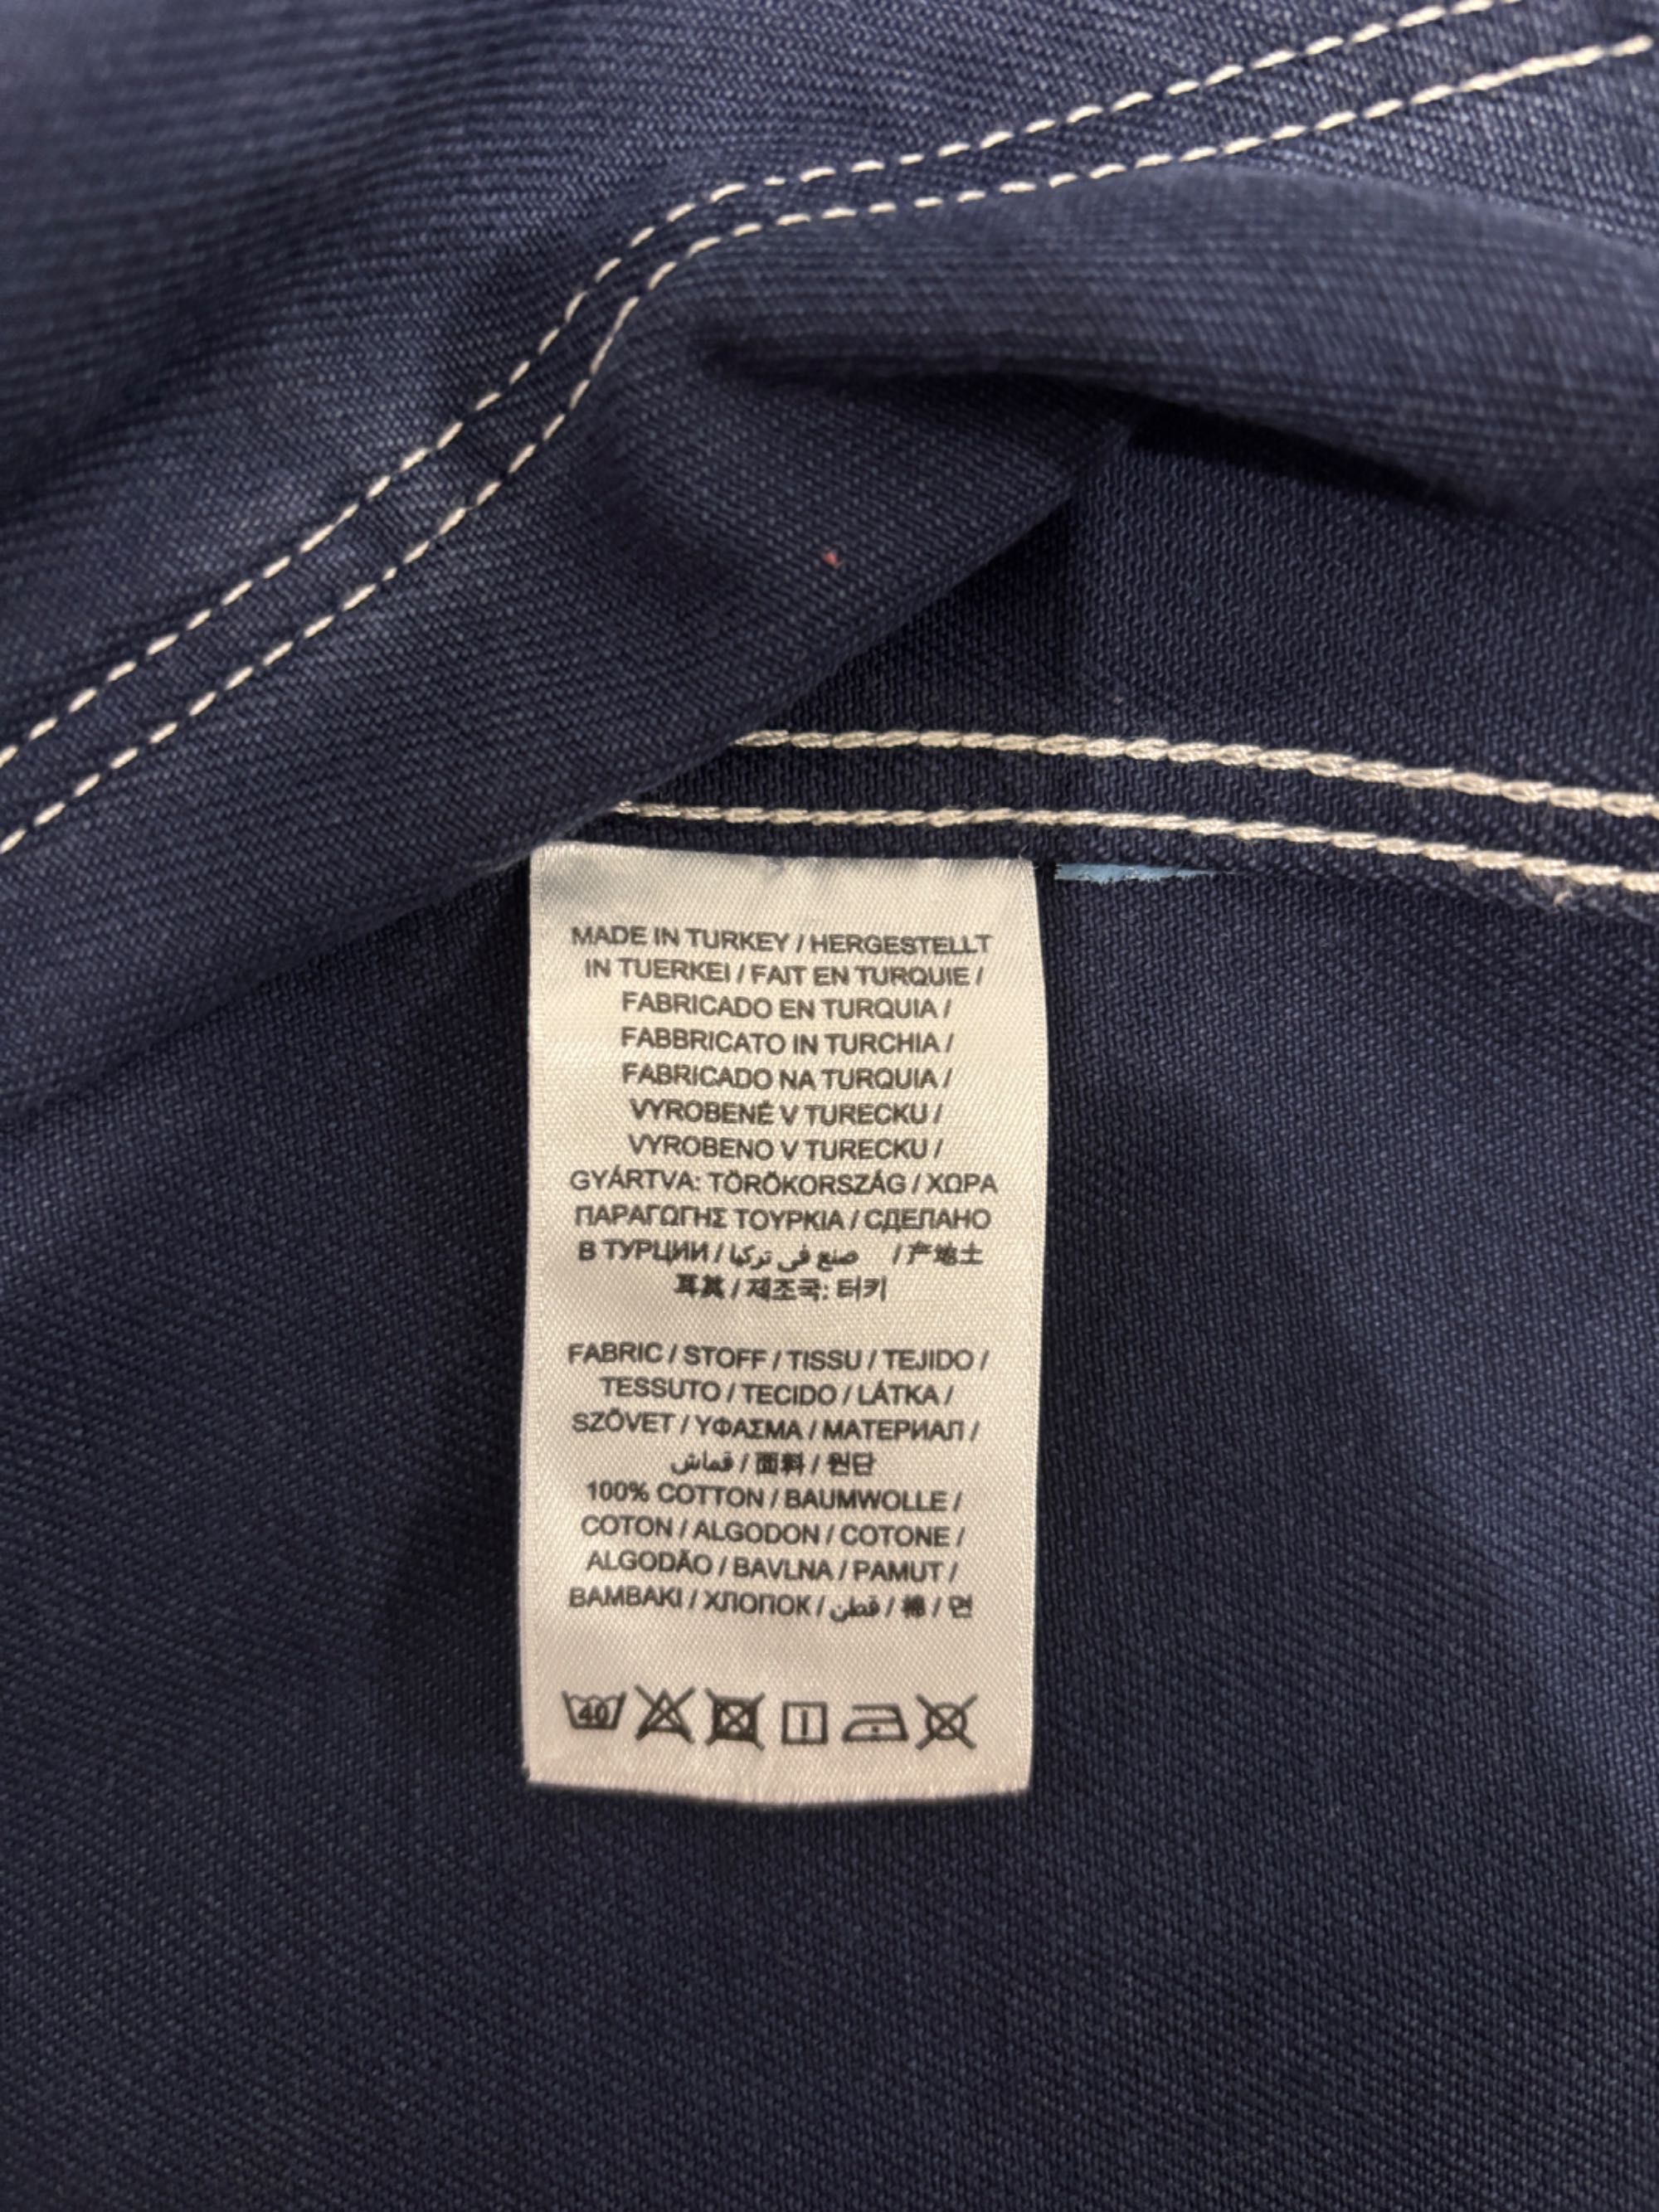 MADE IN TURKEY / HERGESTELLT
IN TUERKEI / FAIT EN TURQUIE /
FABRICADO EN TURQUIA /
FABBRICATO IN TURCHIA /
FABRICADO NA TURQUIA /
VYROBENÉ V TURECKU /
VYROBENO V TURECKU /
GYÁRTVA: TÖRÖKORSZÁG / ΧΩΡΑ
ΠΑΡΑΓΩΓΗΣ ΤΟΥΡΚΙΑ / СДЕЛАНО
В ТУРЦИИ / صنع في تركيا / 产地土
耳其 / 제조국: 터키
FABRIC / STOFF / TISSU / TEJIDO /
TESSUTO / TECIDO / LÁTKA /
SZÖVET / ΥΦΑΣΜΑ / МАТЕРИАЛ /
قماش / 面料 / 원단
100% COTTON / BAUMWOLLE /
COTON / ALGODON / COTONE /
ALGODÃO / BAVLNA / PAMUT /
BAMBAKI / ХЛОПОК / قطن / 棉 / 면
40